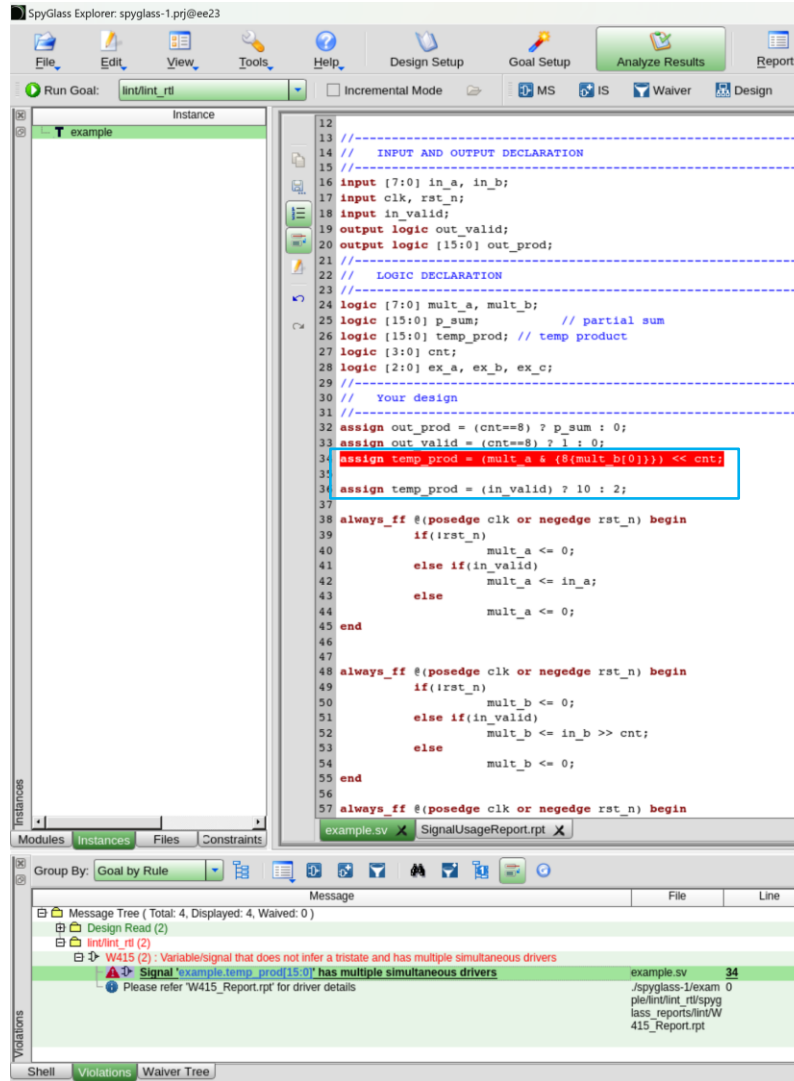 SpyGlass Explorer: spyglass-1.prj@ee23
File Edit View Tools Help Design Setup Goal Setup Analyze Results Report
Run Goal: lint/lint_rtl Incremental Mode MS IS Waiver Design
Instance
T example
12
13 //------------------------------------------------------------
14 //   INPUT AND OUTPUT DECLARATION
15 //------------------------------------------------------------
16 input [7:0] in_a, in_b;
17 input clk, rst_n;
18 input in_valid;
19 output logic out_valid;
20 output logic [15:0] out_prod;
21 //------------------------------------------------------------
22 //   LOGIC DECLARATION
23 //------------------------------------------------------------
24 logic [7:0] mult_a, mult_b;
25 logic [15:0] p_sum;           // partial sum
26 logic [15:0] temp_prod; // temp product
27 logic [3:0] cnt;
28 logic [2:0] ex_a, ex_b, ex_c;
29 //------------------------------------------------------------
30 //   Your design
31 //------------------------------------------------------------
32 assign out_prod = (cnt==8) ? p_sum : 0;
33 assign out_valid = (cnt==8) ? 1 : 0;
34 assign temp_prod = (mult_a & {8{mult_b[0]}}) << cnt;
35
36 assign temp_prod = (in_valid) ? 10 : 2;
37
38 always_ff @(posedge clk or negedge rst_n) begin
39          if(!rst_n)
40                    mult_a <= 0;
41          else if(in_valid)
42                    mult_a <= in_a;
43          else
44                    mult_a <= 0;
45 end
46
47
48 always_ff @(posedge clk or negedge rst_n) begin
49          if(!rst_n)
50                    mult_b <= 0;
51          else if(in_valid)
52                    mult_b <= in_b >> cnt;
53          else
54                    mult_b <= 0;
55 end
56
57 always_ff @(posedge clk or negedge rst_n) begin
Instances
Modules Instances Files Constraints
example.sv SignalUsageReport.rpt
Group By: Goal by Rule
Message File Line
Message Tree ( Total: 4, Displayed: 4, Waived: 0 )
Design Read (2)
lint/lint_rtl (2)
W415 (2) : Variable/signal that does not infer a tristate and has multiple simultaneous drivers
Signal 'example.temp_prod[15:0]' has multiple simultaneous drivers example.sv 34
Please refer 'W415_Report.rpt' for driver details ./spyglass-1/exam 0
ple/lint/lint_rtl/spyg
lass_reports/lint/W
415_Report.rpt
Violations
Shell Violations Waiver Tree